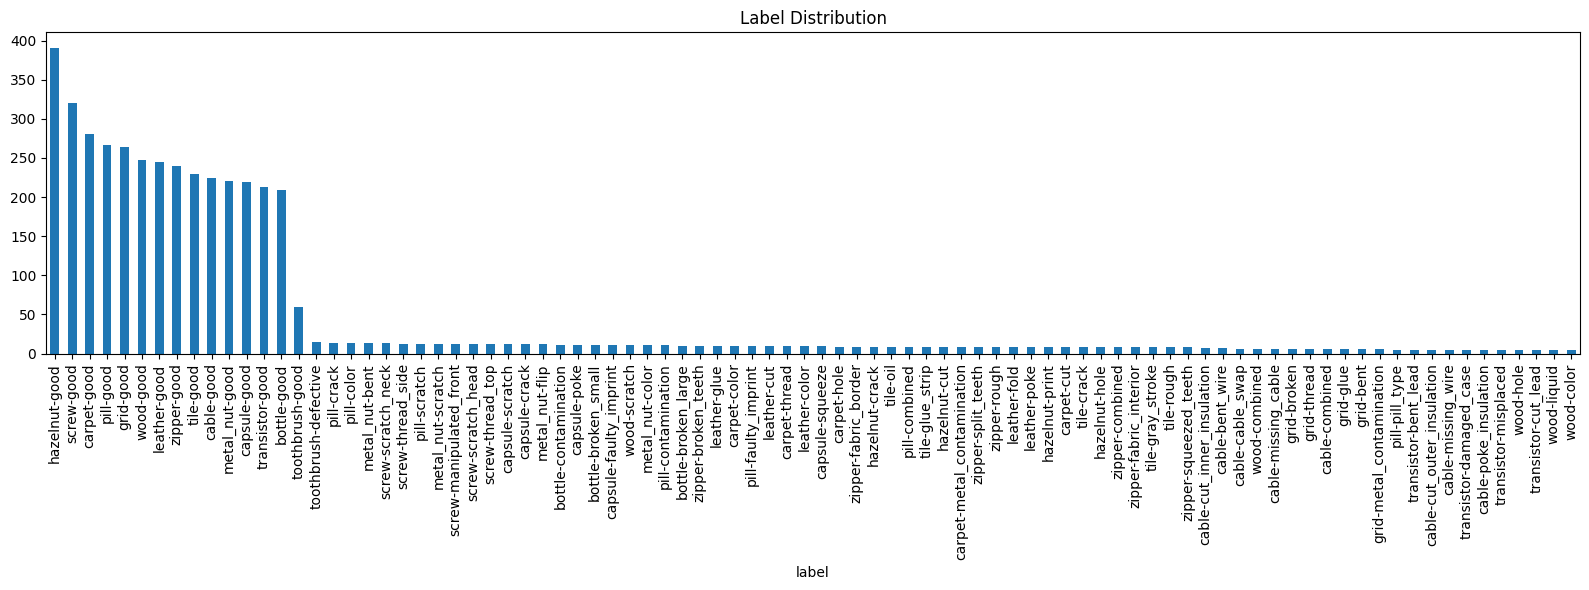 Label Distribution
400
350
300
250
200
150
100
50
0
hazelnut-good
screw-good
carpet-good
pill-good
grid-good
wood-good
leather-good
zipper-good
tile-good
cable-good
metal_nut-good
capsule-good
transistor-good
bottle-good
toothbrush-good
toothbrush-defective
pill-crack
pill-color
metal_nut-bent
screw-scratch_neck
screw-thread_side
pill-scratch
metal_nut-scratch
screw-manipulated_front
screw-scratch_head
screw-thread_top
capsule-scratch
capsule-crack
metal_nut-flip
bottle-contamination
capsule-poke
bottle-broken_small
capsule-faulty_imprint
wood-scratch
metal_nut-color
pill-contamination
bottle-broken_large
zipper-broken_teeth
leather-glue
carpet-color
pill-faulty_imprint
leather-cut
carpet-thread
leather-color
capsule-squeeze
carpet-hole
zipper-fabric_border
hazelnut-crack
tile-oil
pill-combined
tile-glue_strip
hazelnut-cut
carpet-metal_contamination
zipper-split_teeth
zipper-rough
leather-fold
leather-poke
hazelnut-print
carpet-cut
tile-crack
hazelnut-hole
zipper-combined
zipper-fabric_interior
tile-gray_stroke
tile-rough
zipper-squeezed_teeth
cable-cut_inner_insulation
cable-bent_wire
cable-cable_swap
wood-combined
cable-missing_cable
grid-broken
grid-thread
cable-combined
grid-glue
grid-bent
grid-metal_contamination
pill-pill_type
transistor-bent_lead
cable-cut_outer_insulation
cable-missing_wire
transistor-damaged_case
cable-poke_insulation
transistor-misplaced
wood-hole
transistor-cut_lead
wood-liquid
wood-color
label